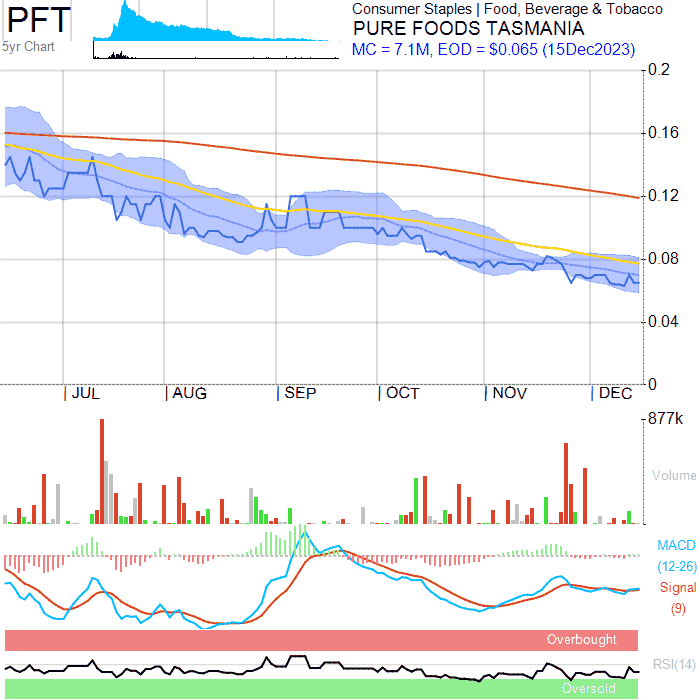 PFT
5yr Chart
Consumer Staples | Food, Beverage & Tobacco
PURE FOODS TASMANIA
MC = 7.1M, EOD = $0.065 (15Dec2023)
0.2
0.16
0.12
0.08
0.04
0
JUL AUG SEP OCT NOV DEC
877k
Volume
MACD
(12-26)
Signal
(9)
Overbought
RSI(14)
Oversold